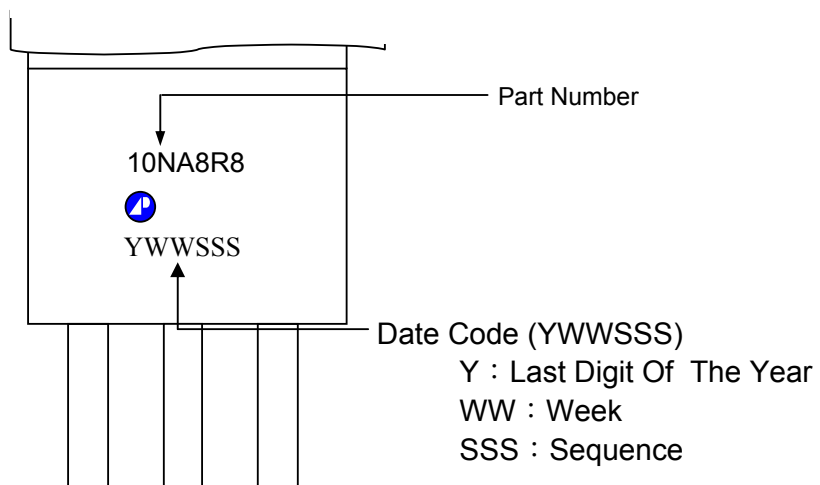 Part Number
10NA8R8
YWWSSS
Date Code (YWWSSS)
Y：Last Digit Of The Year
WW：Week
SSS：Sequence